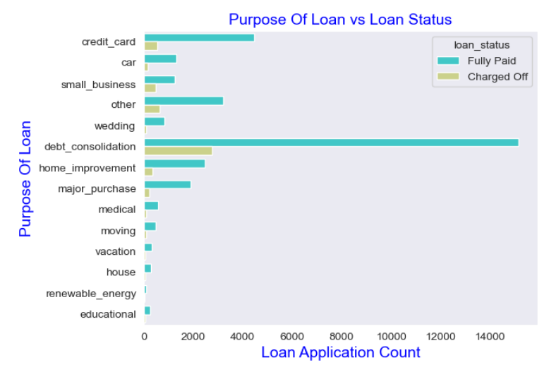 Purpose Of Loan vs Loan Status
loan_status
Fully Paid
Charged Off
Purpose Of Loan
credit_card
car
small_business
other
wedding
debt_consolidation
home_improvement
major_purchase
medical
moving
vacation
house
renewable_energy
educational
0 2000 4000 6000 8000 10000 12000 14000
Loan Application Count